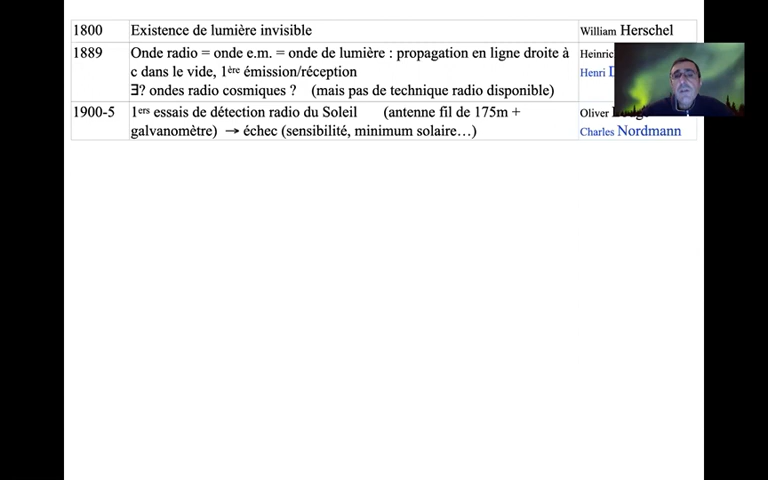 1800 Existence de lumière invisible William Herschel
1889 Onde radio = onde e.m. = onde de lumière : propagation en ligne droite à
c dans le vide, 1ère émission/réception Henri
∃? ondes radio cosmiques ? (mais pas de technique radio disponible)
1900-5 1ers essais de détection radio du Soleil (antenne fil de 175m + Oliver
galvanomètre) → échec (sensibilité, minimum solaire…) Charles Nordmann